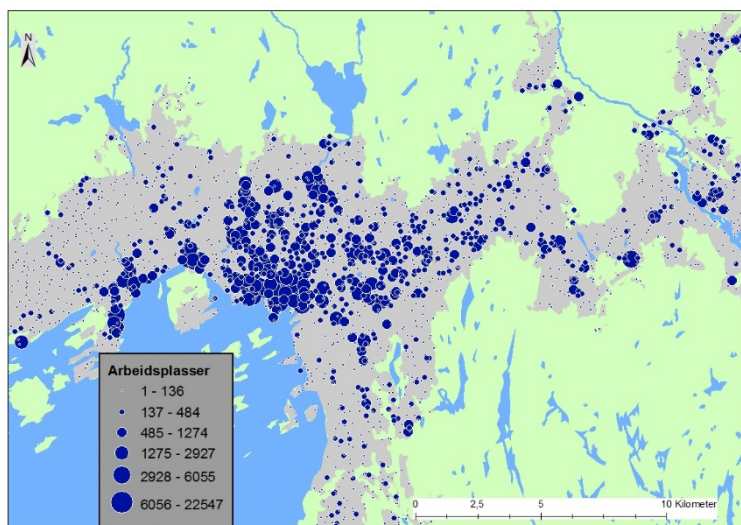 N
Arbeidsplasser
1 - 136
137 - 484
485 - 1274
1275 - 2927
2928 - 6055
6056 - 22547
0 2,5 5 10 Kilometer